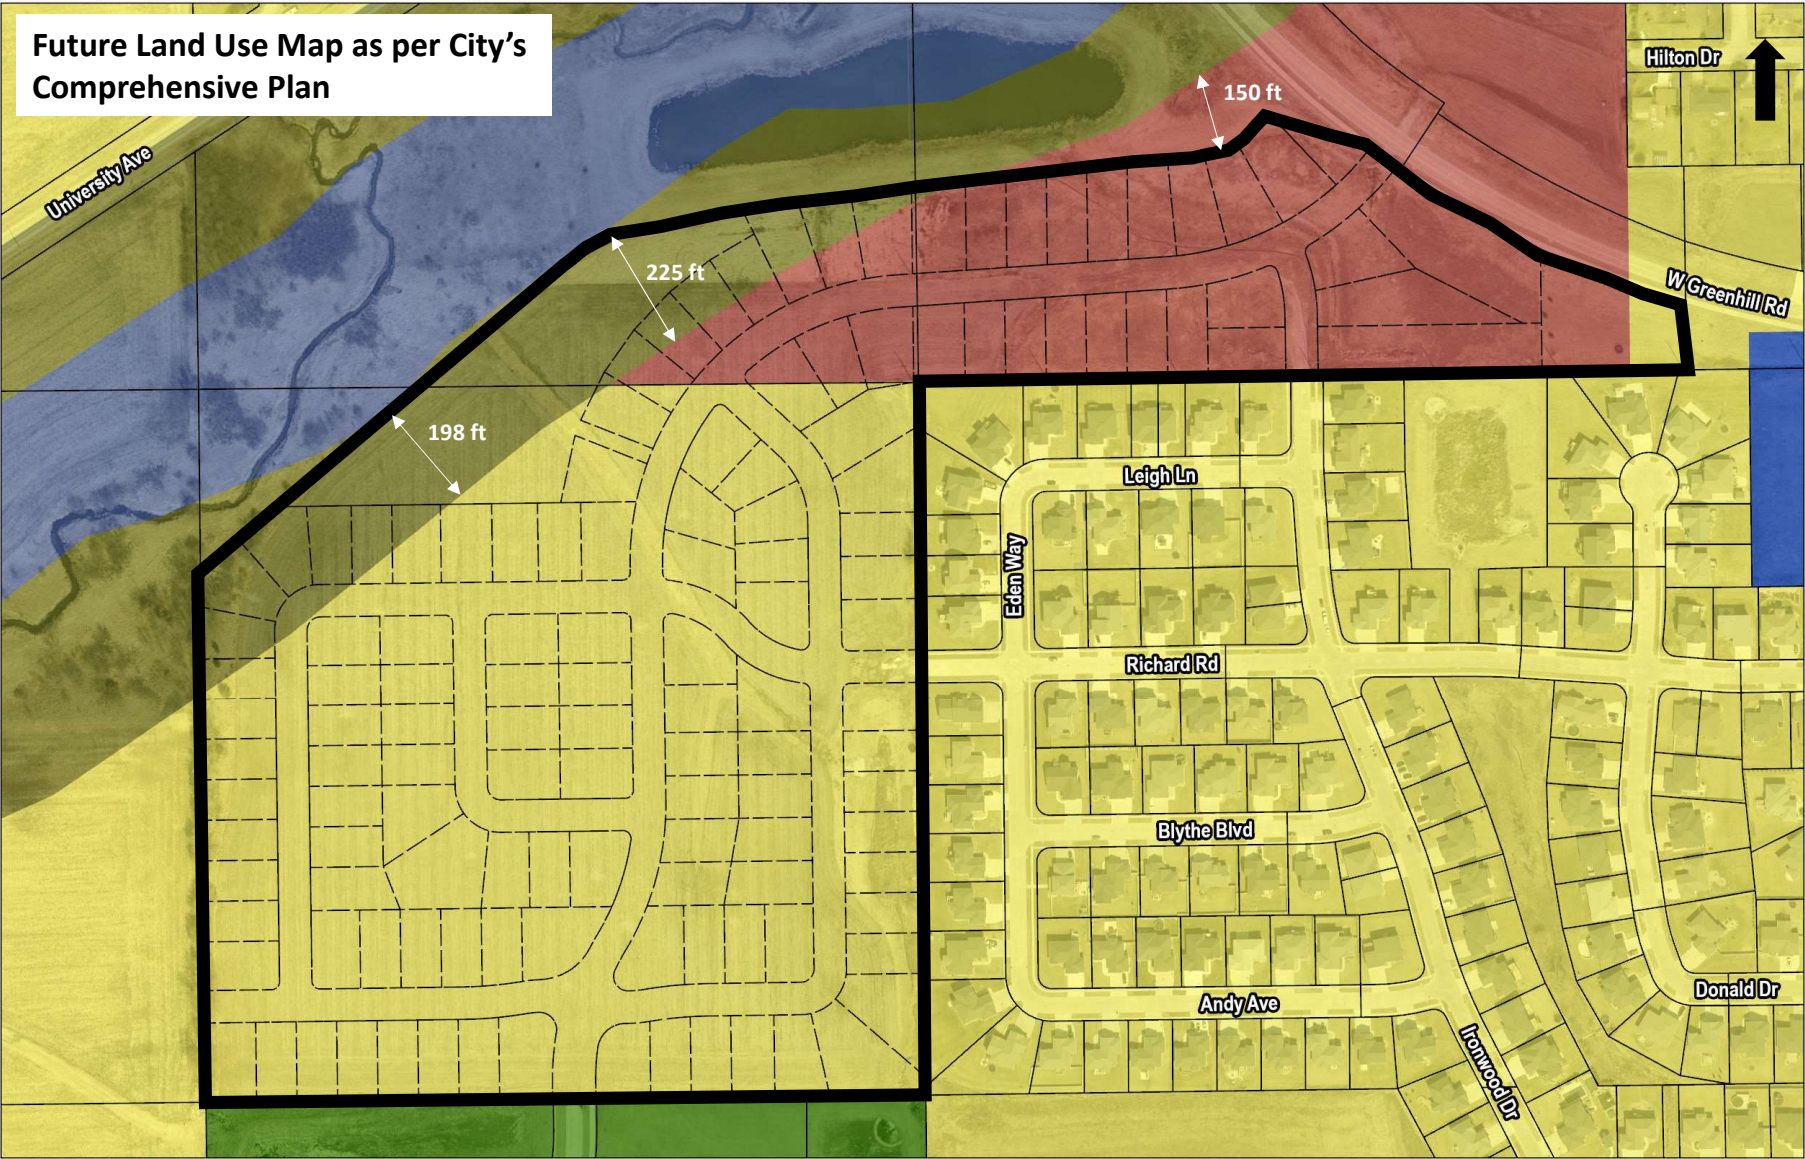 Future Land Use Map as per City's
Comprehensive Plan
Hilton Dr
150 ft
University Ave
225 ft
W Greenhill Rd
198 ft
Leigh Ln
Eden Way
Richard Rd
Blythe Blvd
Andy Ave
Donald Dr
Ironwood Dr